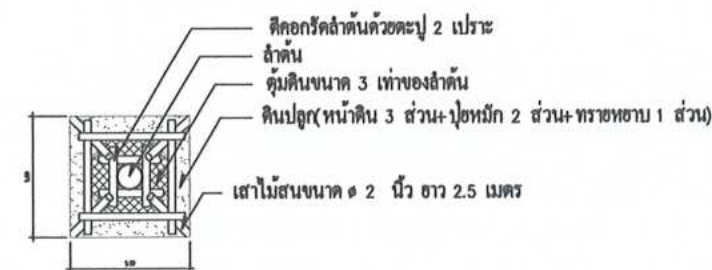 ตีคอกรัดลำต้นด้วยตะปู 2 เปราะ
ลำต้น
ตุ้มดินขนาด 3 เท่าของลำต้น
ดินปลูก(หน้าดิน 3 ส่วน+ปุ๋ยหมัก 2 ส่วน+ทรายหยาบ 1 ส่วน)
เสาไม้สนขนาด ø 2 นิ้ว ยาว 2.5 เมตร